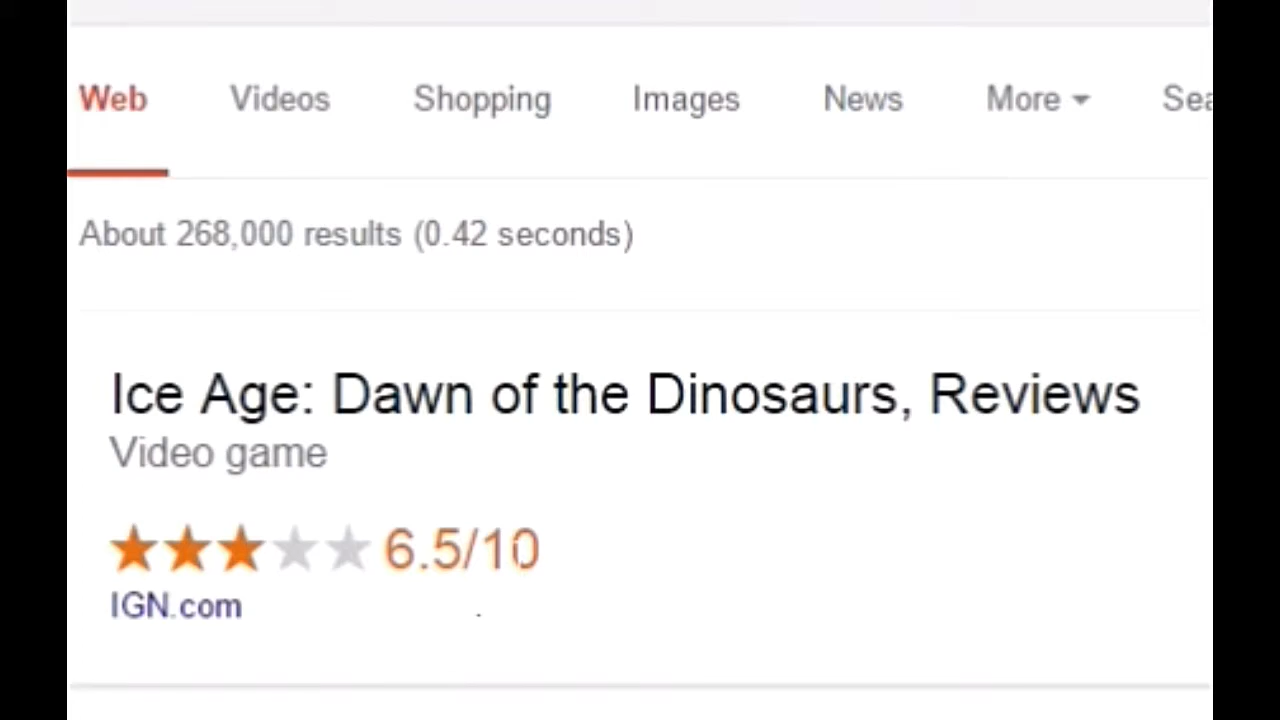 Web Videos Shopping Images News More Sea
About 268,000 results (0.42 seconds)
Ice Age: Dawn of the Dinosaurs, Reviews
Video game
6.5/10
IGN.com